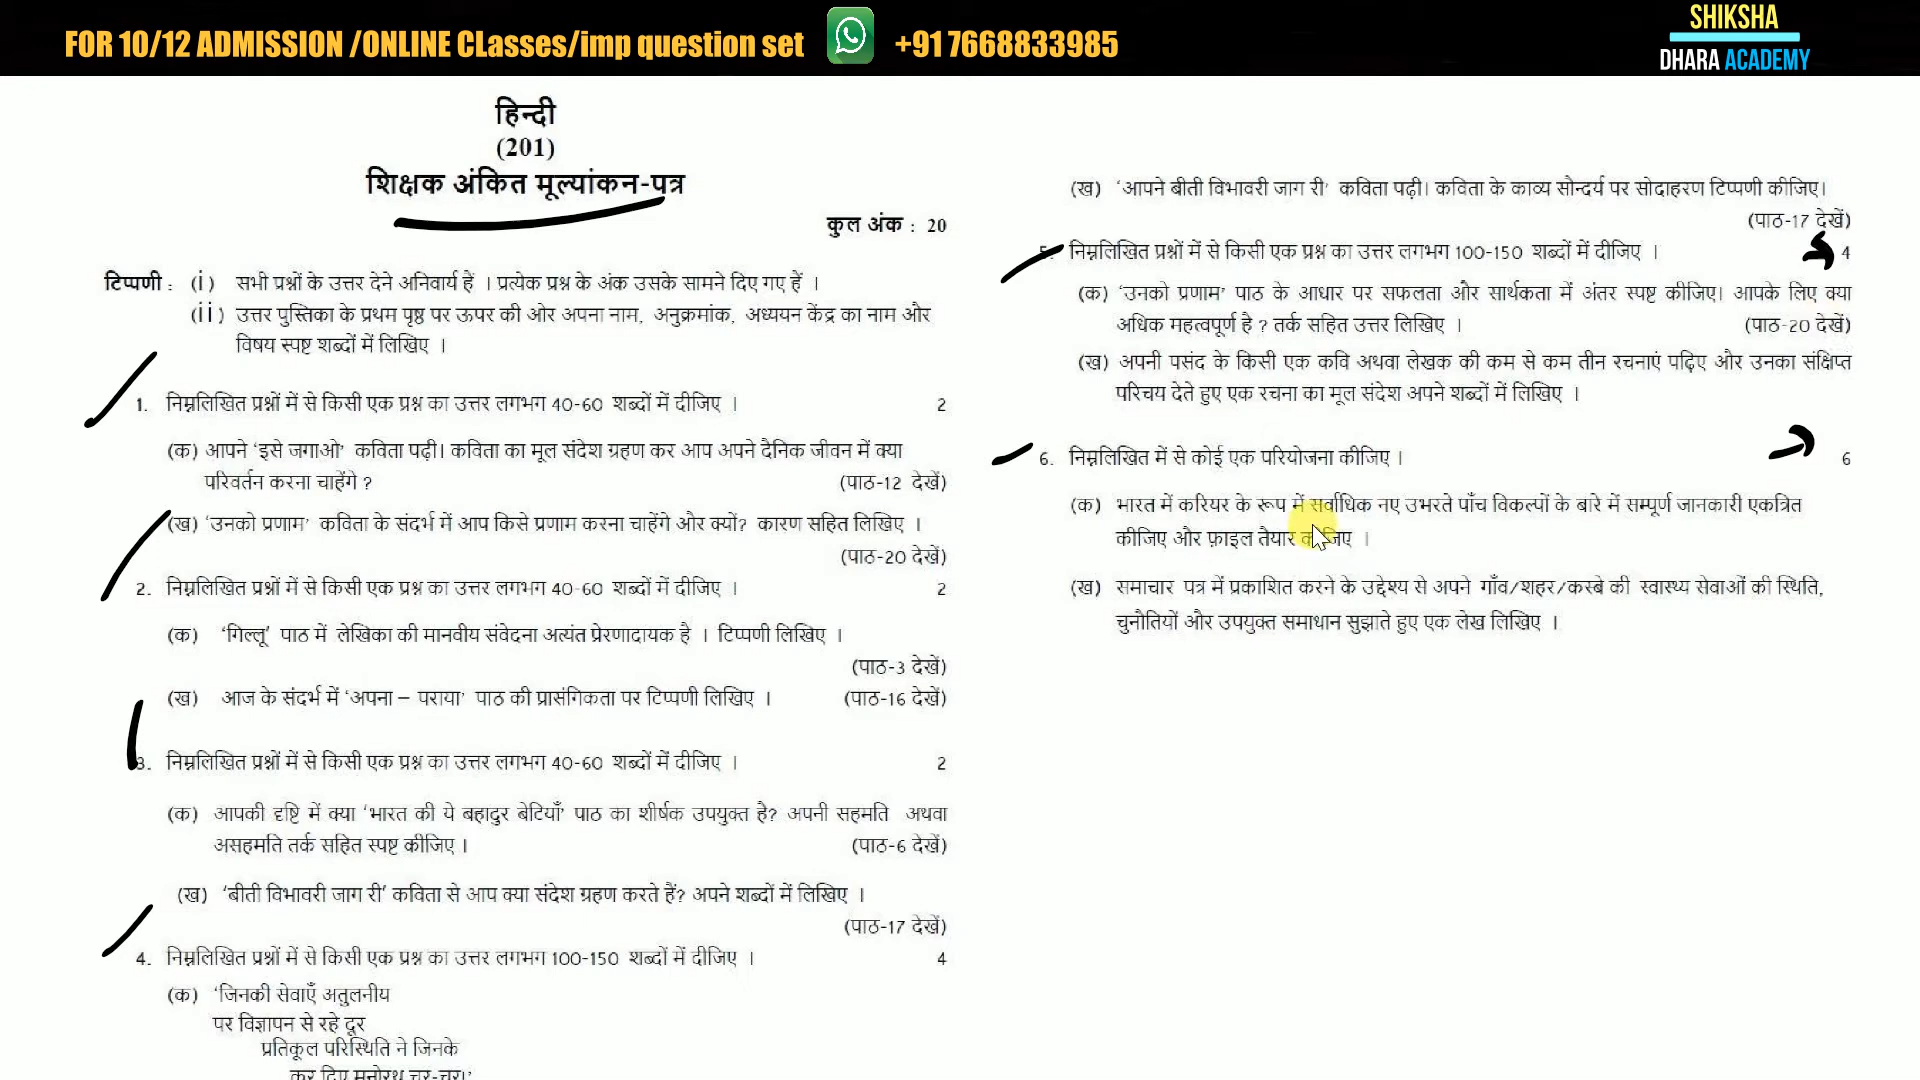 FOR 10/12 ADMISSION /ONLINE CLasses/imp question set
+91 7668833985
SHIKSHA
DHARA ACADEMY
हिन्दी
(201)
शिक्षक अंकित मूल्यांकन-पत्र
कुल अंक : 20
टिप्पणी : (i) सभी प्रश्नों के उत्तर देने अनिवार्य हैं । प्रत्येक प्रश्न के अंक उसके सामने दिए गए हैं ।
(ii) उत्तर पुस्तिका के प्रथम पृष्ठ पर ऊपर की ओर अपना नाम, अनुक्रमांक, अध्ययन केंद्र का नाम और
विषय स्पष्ट शब्दों में लिखिए ।
1. निम्नलिखित प्रश्नों में से किसी एक प्रश्न का उत्तर लगभग 40-60 शब्दों में दीजिए । 2
(क) आपने ‘इसे जगाओ’ कविता पढ़ी। कविता का मूल संदेश ग्रहण कर आप अपने दैनिक जीवन में क्या
परिवर्तन करना चाहेंगे ? (पाठ-12 देखें)
(ख) ‘उनको प्रणाम’ कविता के संदर्भ में आप किसे प्रणाम करना चाहेंगे और क्यों? कारण सहित लिखिए ।
(पाठ-20 देखें)
2. निम्नलिखित प्रश्नों में से किसी एक प्रश्न का उत्तर लगभग 40-60 शब्दों में दीजिए । 2
(क) ‘गिल्लू’ पाठ में लेखिका की मानवीय संवेदना अत्यंत प्रेरणादायक है । टिप्पणी लिखिए ।
(पाठ-3 देखें)
(ख) आज के संदर्भ में ‘अपना – पराया’ पाठ की प्रासंगिकता पर टिप्पणी लिखिए । (पाठ-16 देखें)
3. निम्नलिखित प्रश्नों में से किसी एक प्रश्न का उत्तर लगभग 40-60 शब्दों में दीजिए । 2
(क) आपकी दृष्टि में क्या ‘भारत की ये बहादुर बेटियाँ’ पाठ का शीर्षक उपयुक्त है? अपनी सहमति अथवा
असहमति तर्क सहित स्पष्ट कीजिए । (पाठ-6 देखें)
(ख) ‘बीती विभावरी जाग री’ कविता से आप क्या संदेश ग्रहण करते हैं? अपने शब्दों में लिखिए ।
(पाठ-17 देखें)
4. निम्नलिखित प्रश्नों में से किसी एक प्रश्न का उत्तर लगभग 100-150 शब्दों में दीजिए । 4
(क) ‘जिनकी सेवाएँ अतुलनीय
पर विज्ञापन से रहे दूर
प्रतिकूल परिस्थिति ने जिनके
कर दिए मनोरथ चूर-चूर।’
(ख) ‘आपने बीती विभावरी जाग री’ कविता पढ़ी। कविता के काव्य सौन्दर्य पर सोदाहरण टिप्पणी कीजिए।
(पाठ-17 देखें)
5. निम्नलिखित प्रश्नों में से किसी एक प्रश्न का उत्तर लगभग 100-150 शब्दों में दीजिए । 4
(क) ‘उनको प्रणाम’ पाठ के आधार पर सफलता और सार्थकता में अंतर स्पष्ट कीजिए। आपके लिए क्या
अधिक महत्वपूर्ण है ? तर्क सहित उत्तर लिखिए । (पाठ-20 देखें)
(ख) अपनी पसंद के किसी एक कवि अथवा लेखक की कम से कम तीन रचनाएं पढ़िए और उनका संक्षिप्त
परिचय देते हुए एक रचना का मूल संदेश अपने शब्दों में लिखिए ।
6. निम्नलिखित में से कोई एक परियोजना कीजिए । 6
(क) भारत में करियर के रूप में सर्वाधिक नए उभरते पाँच विकल्पों के बारे में सम्पूर्ण जानकारी एकत्रित
कीजिए और फ़ाइल तैयार कीजिए ।
(ख) समाचार पत्र में प्रकाशित करने के उद्देश्य से अपने गाँव/शहर/कस्बे की स्वास्थ्य सेवाओं की स्थिति,
चुनौतियों और उपयुक्त समाधान सुझाते हुए एक लेख लिखिए ।